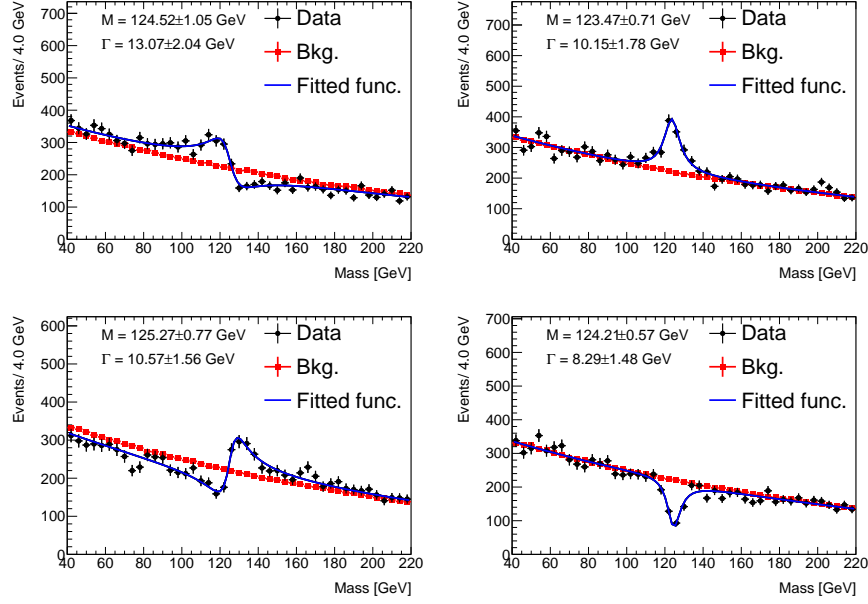 M = 124.52±1.05 GeV
Γ = 13.07±2.04 GeV
Data
Bkg.
Fitted func.
Events/ 4.0 GeV
0 100 200 300 400 500 600 700
40 60 80 100 120 140 160 180 200 220
Mass [GeV]
M = 123.47±0.71 GeV
Γ = 10.15±1.78 GeV
Data
Bkg.
Fitted func.
Events/ 4.0 GeV
0 100 200 300 400 500 600 700
40 60 80 100 120 140 160 180 200 220
Mass [GeV]
M = 125.27±0.77 GeV
Γ = 10.57±1.56 GeV
Data
Bkg.
Fitted func.
Events/ 4.0 GeV
0 100 200 300 400 500 600
40 60 80 100 120 140 160 180 200 220
Mass [GeV]
M = 124.21±0.57 GeV
Γ = 8.29±1.48 GeV
Data
Bkg.
Fitted func.
Events/ 4.0 GeV
0 100 200 300 400 500 600 700
40 60 80 100 120 140 160 180 200 220
Mass [GeV]